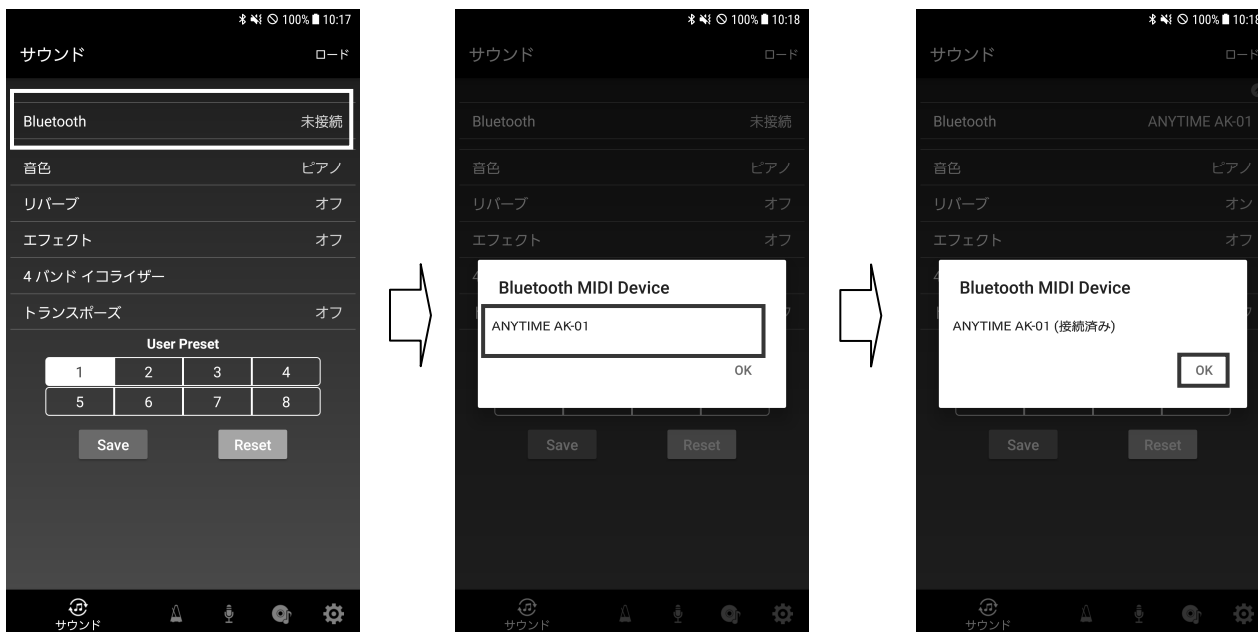 100% 10:17
サウンド ロード
Bluetooth 未接続
音色 ピアノ
リバーブ オフ
エフェクト オフ
4 バンド イコライザー
トランスポーズ オフ
User Preset
1 2 3 4
5 6 7 8
Save Reset
サウンド
100% 10:18
サウンド ロード
Bluetooth 未接続
音色 ピアノ
リバーブ オフ
エフェクト オフ
4
Bluetooth MIDI Device
ANYTIME AK-01
OK
Save Reset
サウンド
100% 10:18
サウンド ロード
Bluetooth ANYTIME AK-01
音色 ピアノ
リバーブ オン
エフェクト オフ
4
Bluetooth MIDI Device
ANYTIME AK-01 (接続済み)
OK
Save Reset
サウンド